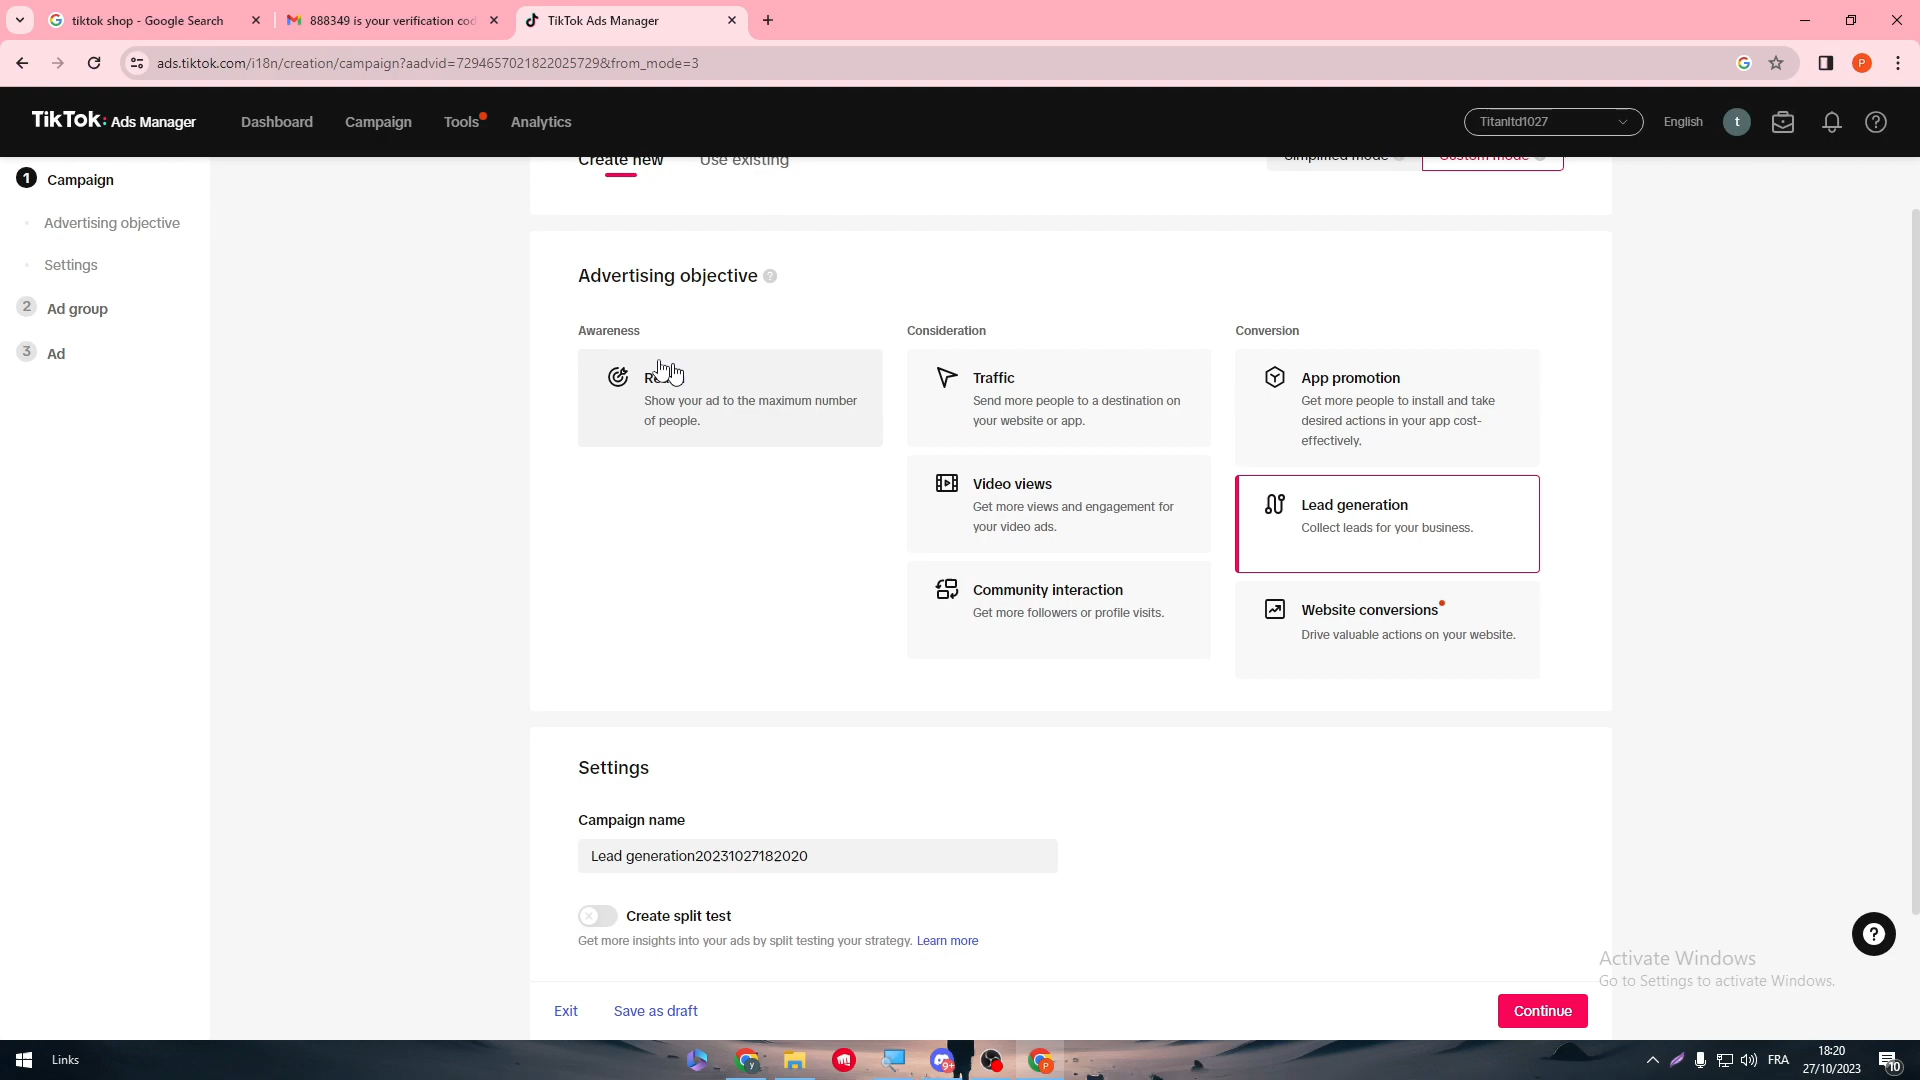 tiktok shop - Google Search
888349 is your verification cod
TikTok Ads Manager
ads.tiktok.com/i18n/creation/campaign?aadvid=7294657021822025729&from_mode=3
P
TikTok: Ads Manager
Dashboard
Campaign
Tools
Analytics
Titanltd1027
English
t
1 Campaign
Advertising objective
Settings
2 Ad group
3 Ad
Create new
Use existing
Simplified mode
Custom mode
Advertising objective
Awareness
Consideration
Conversion
Show your ad to the maximum number
of people.
Traffic
Send more people to a destination on
your website or app.
Video views
Get more views and engagement for
your video ads.
Community interaction
Get more followers or profile visits.
App promotion
Get more people to install and take
desired actions in your app cost-
effectively.
Lead generation
Collect leads for your business.
Website conversions
Drive valuable actions on your website.
Settings
Campaign name
Lead generation20231027182020
Create split test
Get more insights into your ads by split testing your strategy. Learn more
Exit
Save as draft
Continue
Activate Windows
Go to Settings to activate Windows.
Links
FRA
18:20
27/10/2023
10